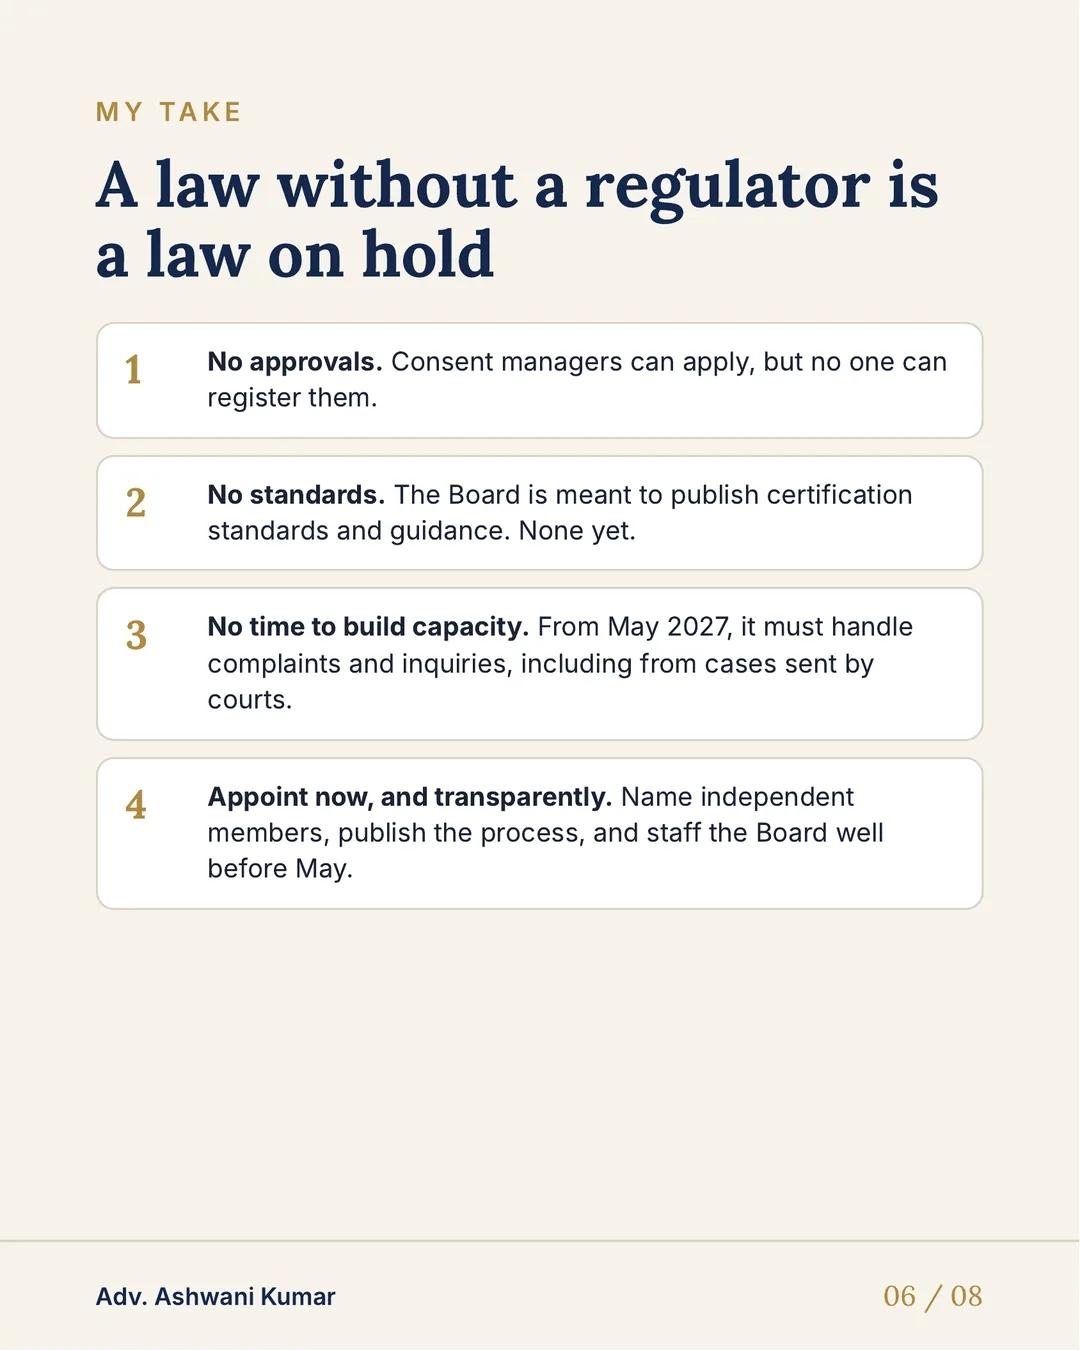 MY TAKE
A law without a regulator is
a law on hold
1
No approvals. Consent managers can apply, but no one can
register them.
2
No standards. The Board is meant to publish certification
standards and guidance. None yet.
3
No time to build capacity. From May 2027, it must handle
complaints and inquiries, including from cases sent by
courts.
4
Appoint now, and transparently. Name independent
members, publish the process, and staff the Board well
before May.
Adv. Ashwani Kumar
06 / 08